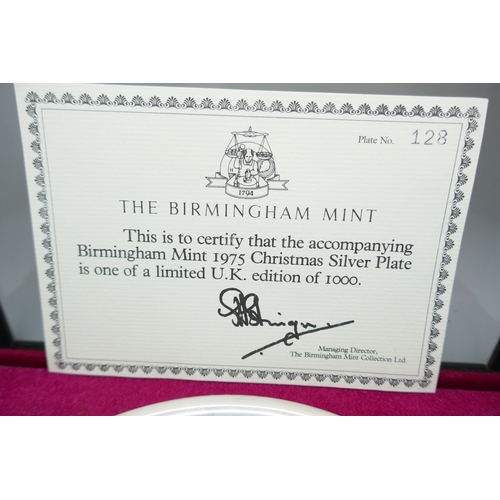 Plate No. 128
1794
THE BIRMINGHAM MINT
This is to certify that the accompanying
Birmingham Mint 1975 Christmas Silver Plate
is one of a limited U.K. edition of 1000.
Managing Director,
The Birmingham Mint Collection Ltd.